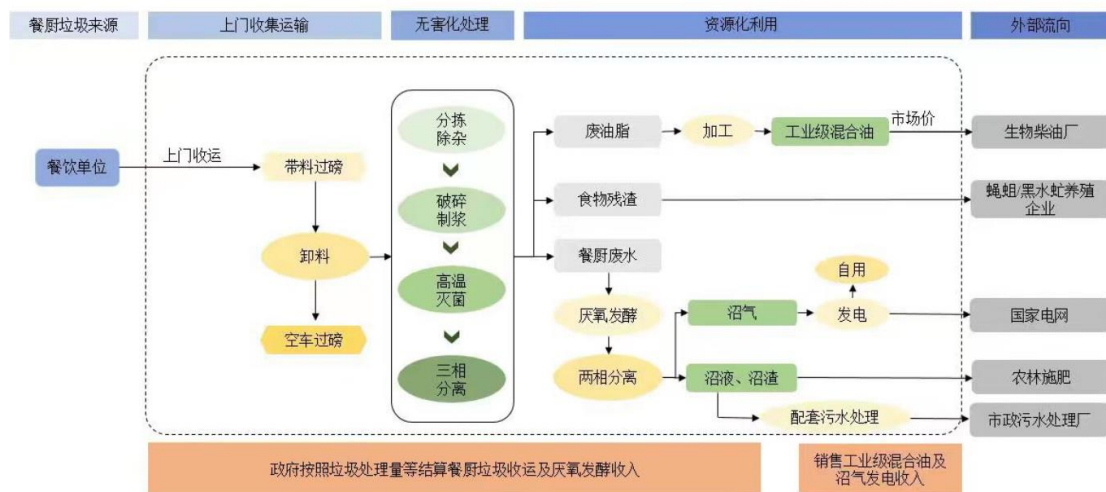 餐厨垃圾来源
上门收集运输
无害化处理
资源化利用
外部流向
餐饮单位
上门收运
带料过磅
卸料
空车过磅
分拣
除杂
破碎
制浆
高温
灭菌
三相
分离
废油脂
加工
工业级混合油
市场价
生物柴油厂
食物残渣
蝇蛆/黑水虻养殖
企业
餐厨废水
厌氧发酵
两相分离
沼气
发电
自用
国家电网
沼液、沼渣
农林施肥
配套污水处理
市政污水处理厂
政府按照垃圾处理量等结算餐厨垃圾收运及厌氧发酵收入
销售工业级混合油及
沼气发电收入